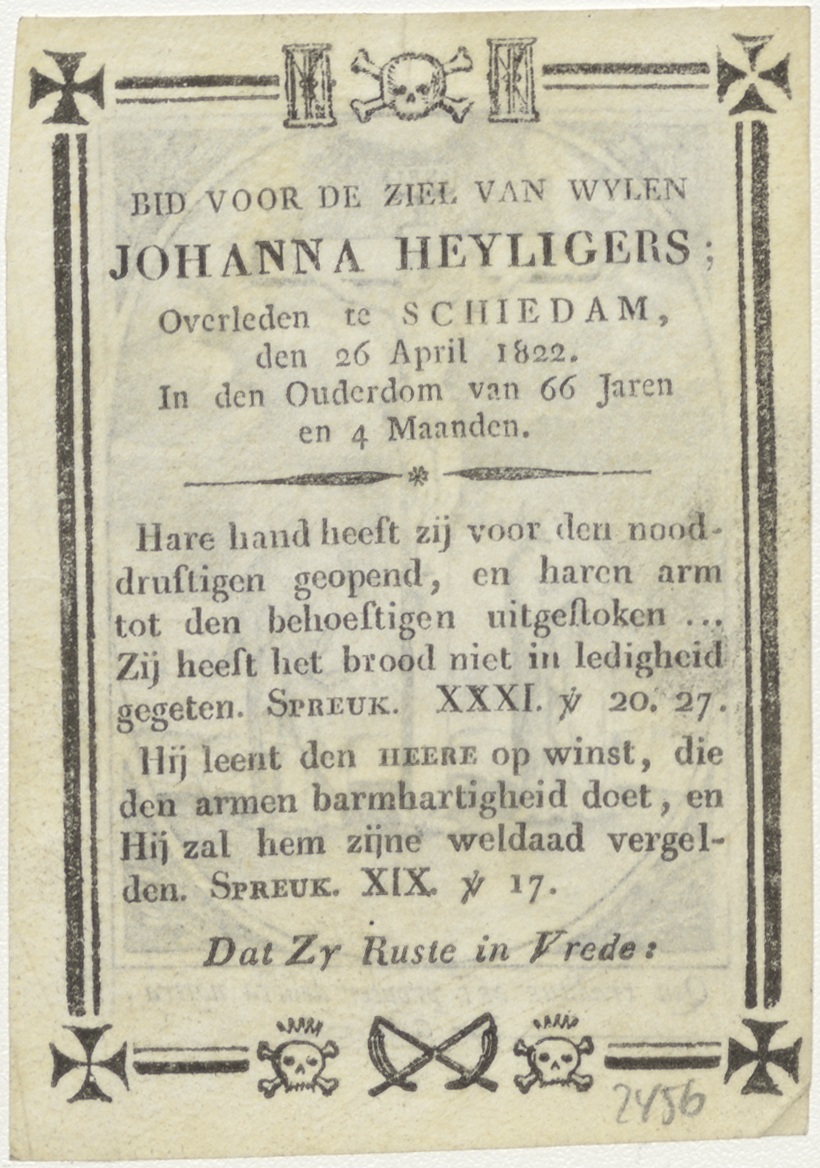 BID VOOR DE ZIEL VAN WYLEN
JOHANNA HEYLIGERS;
Overleden te SCHIEDAM,
den 26 April 1822.
In den Ouderdom van 66 Jaren
en 4 Maanden.
Hare hand heeft zij voor den nood-
druftigen geopend, en haren arm
tot den behoeftigen uitgeſtoken ...
Zij heeft het brood niet in ledigheid
gegeten. SPREUK. XXXI. ℣ 20. 27.
Hij leent den HEERE op winst, die
den armen barmhartigheid doet, en
Hij zal hem zijne weldaad vergel-
den. SPREUK. XIX. ℣ 17.
Dat Zy Ruste in Vrede:
2456